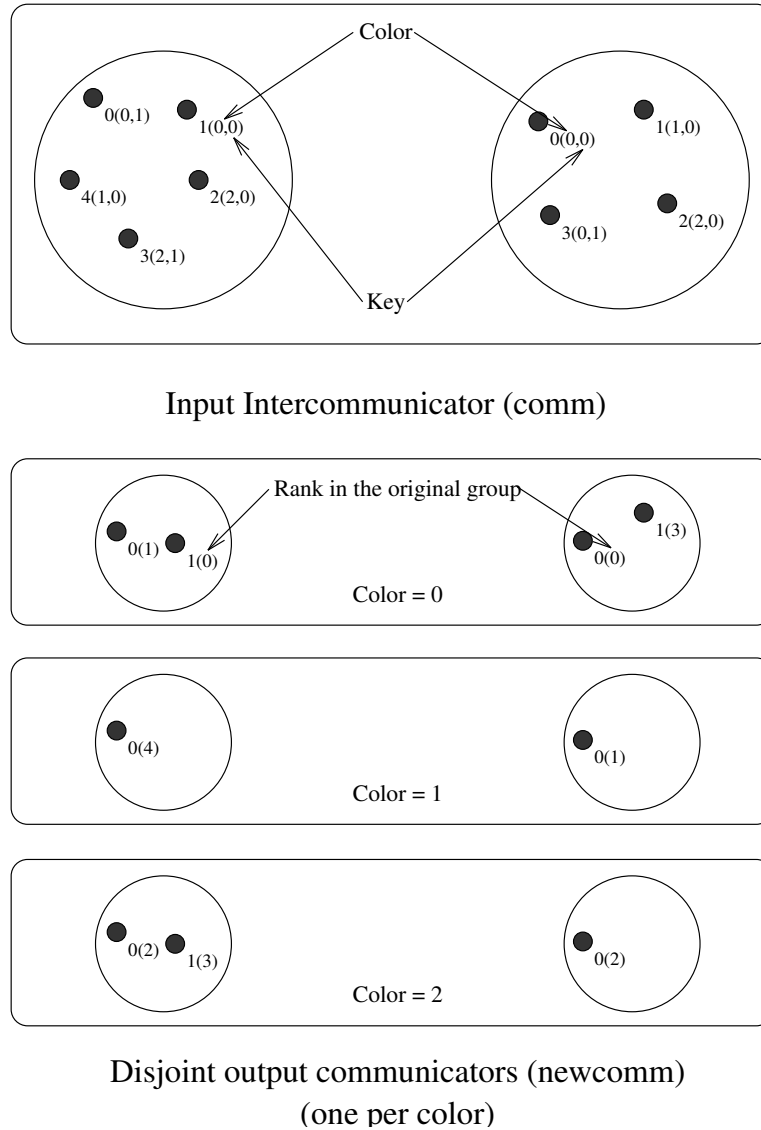 Color
0(0,1)
1(0,0)
0(0,0)
1(1,0)
4(1,0)
2(2,0)
3(0,1)
2(2,0)
3(2,1)
Key
Input Intercommunicator (comm)
Rank in the original group
0(1)
1(0)
0(0)
1(3)
Color = 0
0(4)
0(1)
Color = 1
0(2)
1(3)
0(2)
Color = 2
Disjoint output communicators (newcomm)
(one per color)